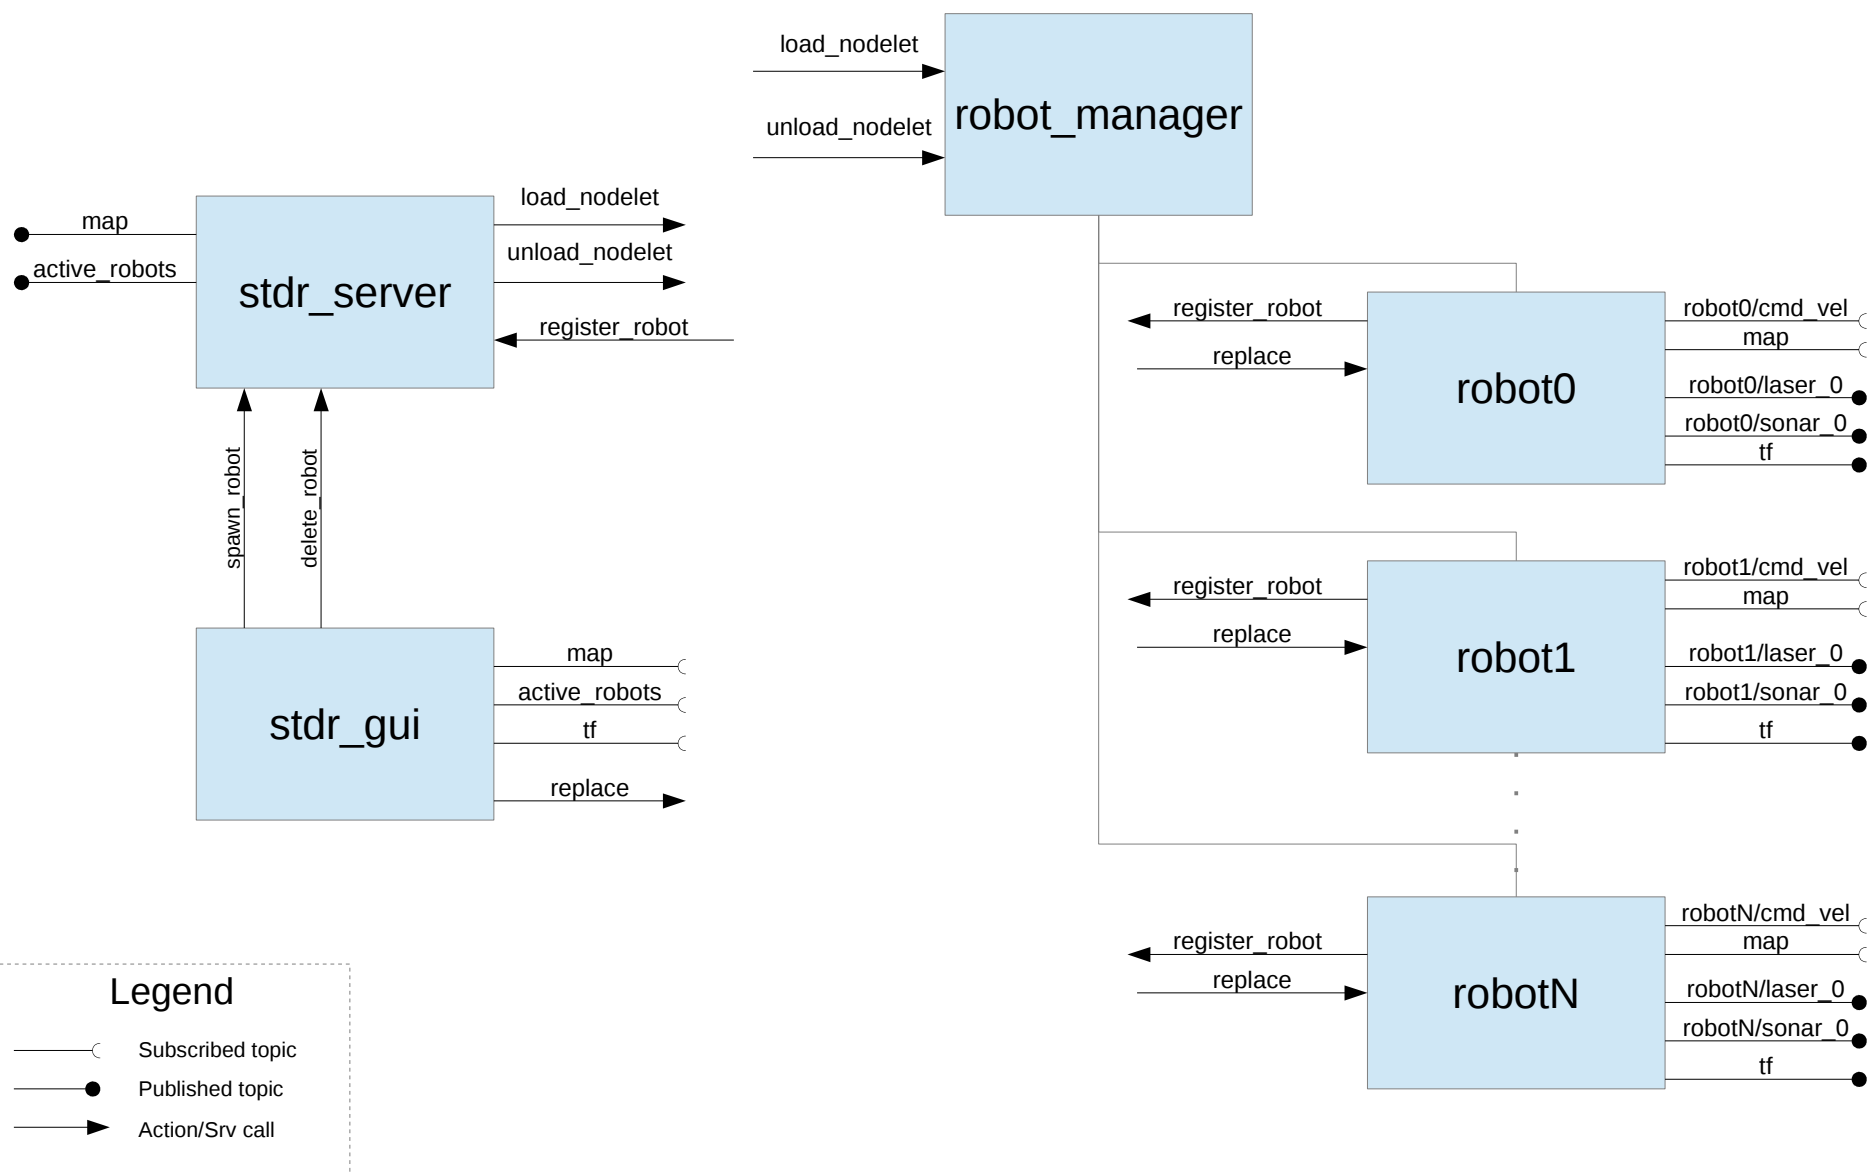 load_nodelet
unload_nodelet
robot_manager
map
active_robots
stdr_server
load_nodelet
unload_nodelet
register_robot
spawn_robot
delete_robot
stdr_gui
map
active_robots
tf
replace
register_robot
replace
robot0
robot0/cmd_vel
map
robot0/laser_0
robot0/sonar_0
tf
register_robot
replace
robot1
robot1/cmd_vel
map
robot1/laser_0
robot1/sonar_0
tf
register_robot
replace
robotN
robotN/cmd_vel
map
robotN/laser_0
robotN/sonar_0
tf
Legend
Subscribed topic
Published topic
Action/Srv call